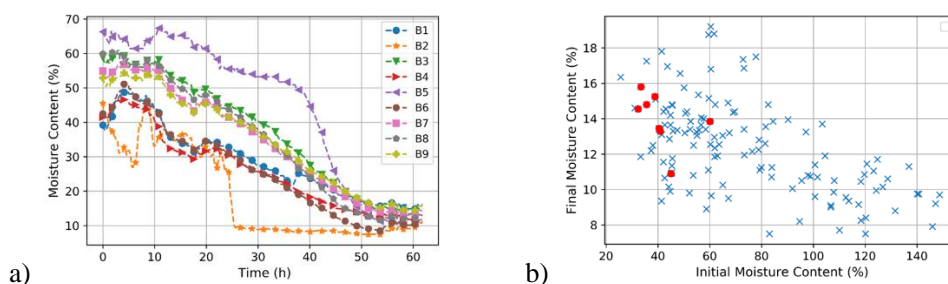 70
60
50
40
30
20
10
Moisture Content (%)
0 10 20 30 40 50 60
Time (h)
B1
B2
B3
B4
B5
B6
B7
B8
B9
a)
18
16
14
12
10
8
Final Moisture Content (%)
20 40 60 80 100 120 140
Initial Moisture Content (%)
b)